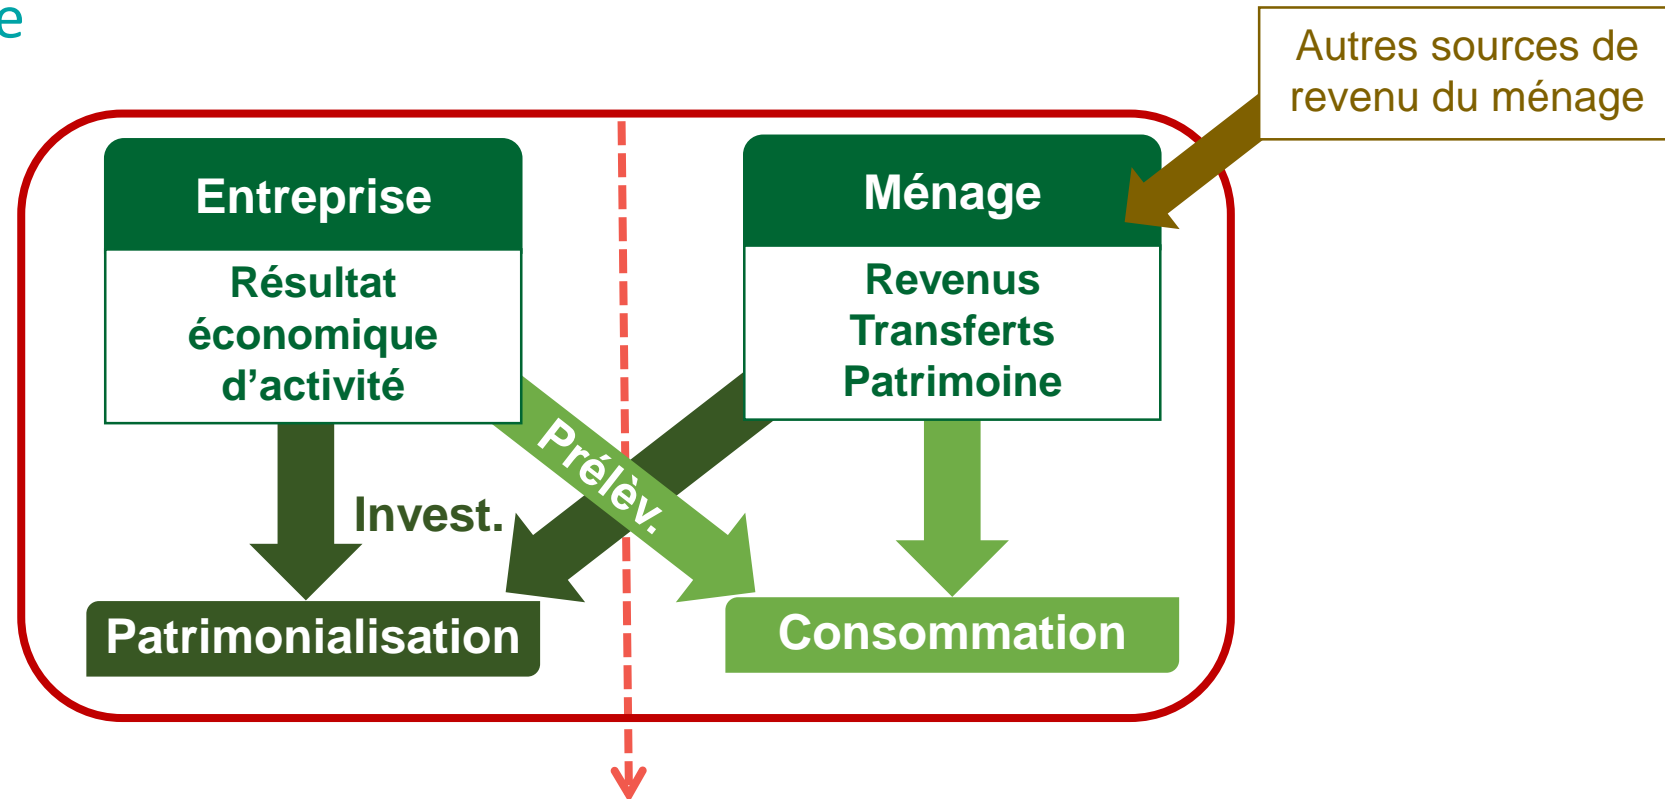 e
Autres sources de
revenu du ménage
Entreprise
Ménage
Résultat
économique
d’activité
Revenus
Transferts
Patrimoine
Prélèv.
Invest.
Patrimonialisation
Consommation